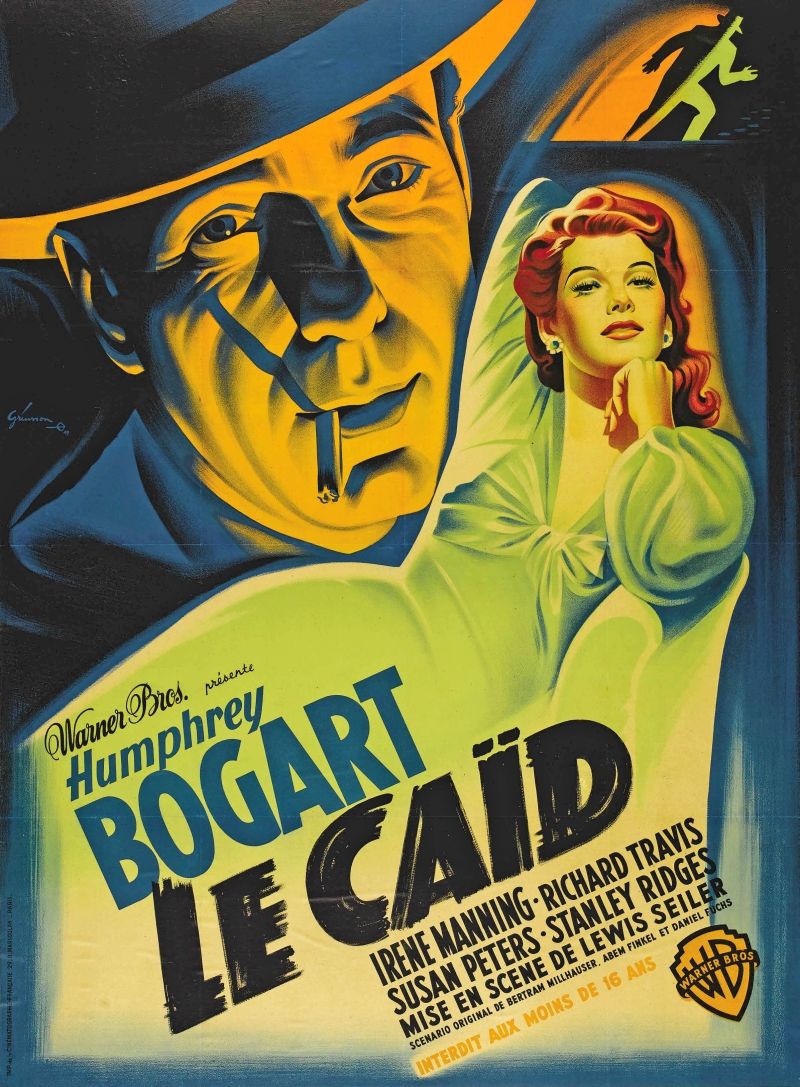 Grinsson
Warner Bros. présente
Humphrey
BOGART
LE CAÏD
IRENE MANNING · RICHARD TRAVIS
SUSAN PETERS · STANLEY RIDGES
MISE EN SCENE DE LEWIS SEILER
SCENARIO ORIGINAL DE BERTRAM MILLHAUSER, ABEM FINKEL ET DANIEL FUCHS
INTERDIT AUX MOINS DE 16 ANS
WB
WARNER BROS